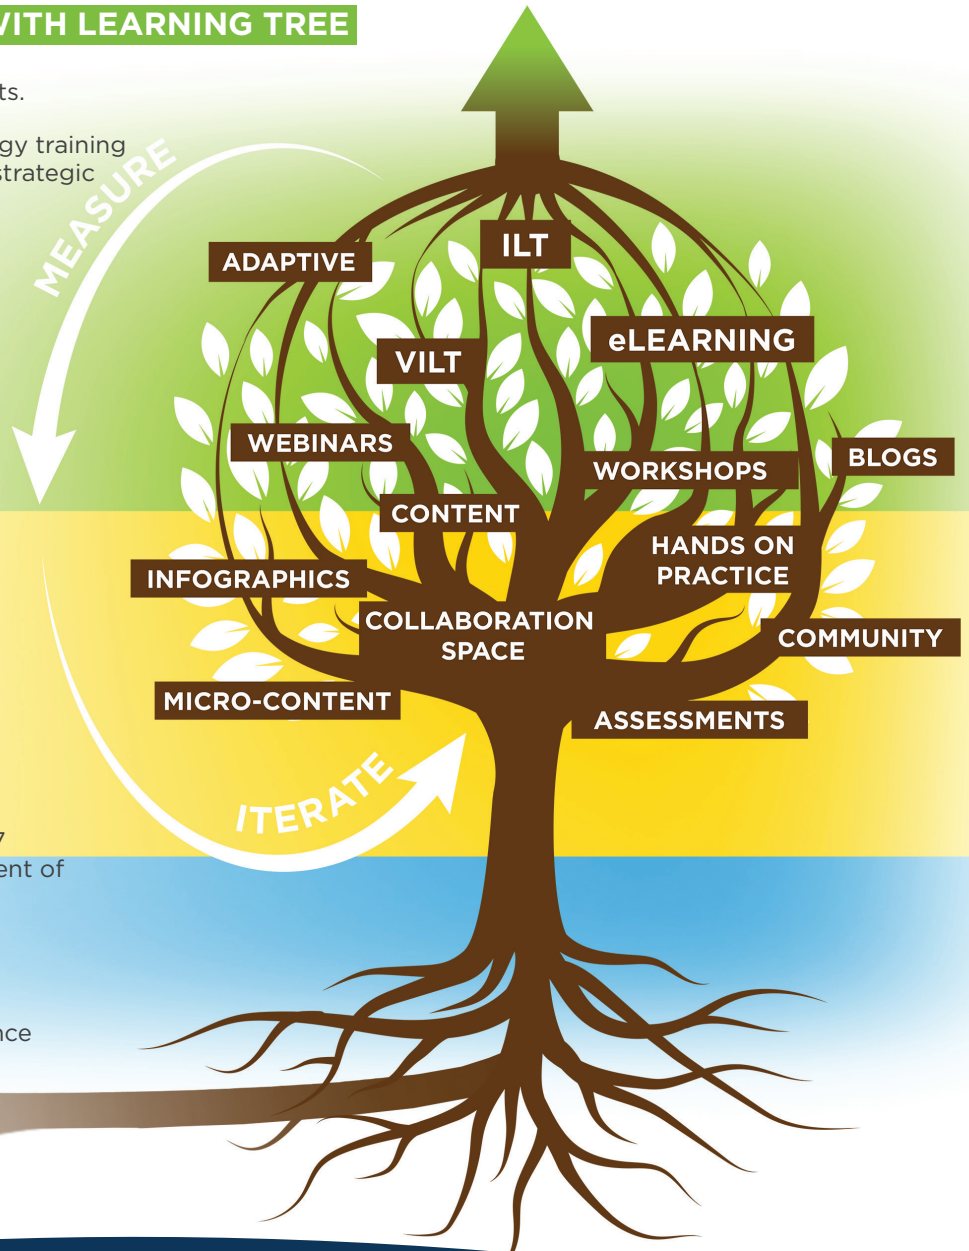 WITH LEARNING TREE
ts.
gy training
strategic
MEASURE
ADAPTIVE
ILT
eLEARNING
VILT
WEBINARS
WORKSHOPS
BLOGS
CONTENT
HANDS ON
PRACTICE
INFOGRAPHICS
COLLABORATION
SPACE
COMMUNITY
MICRO-CONTENT
ASSESSMENTS
ITERATE
ent of
nce